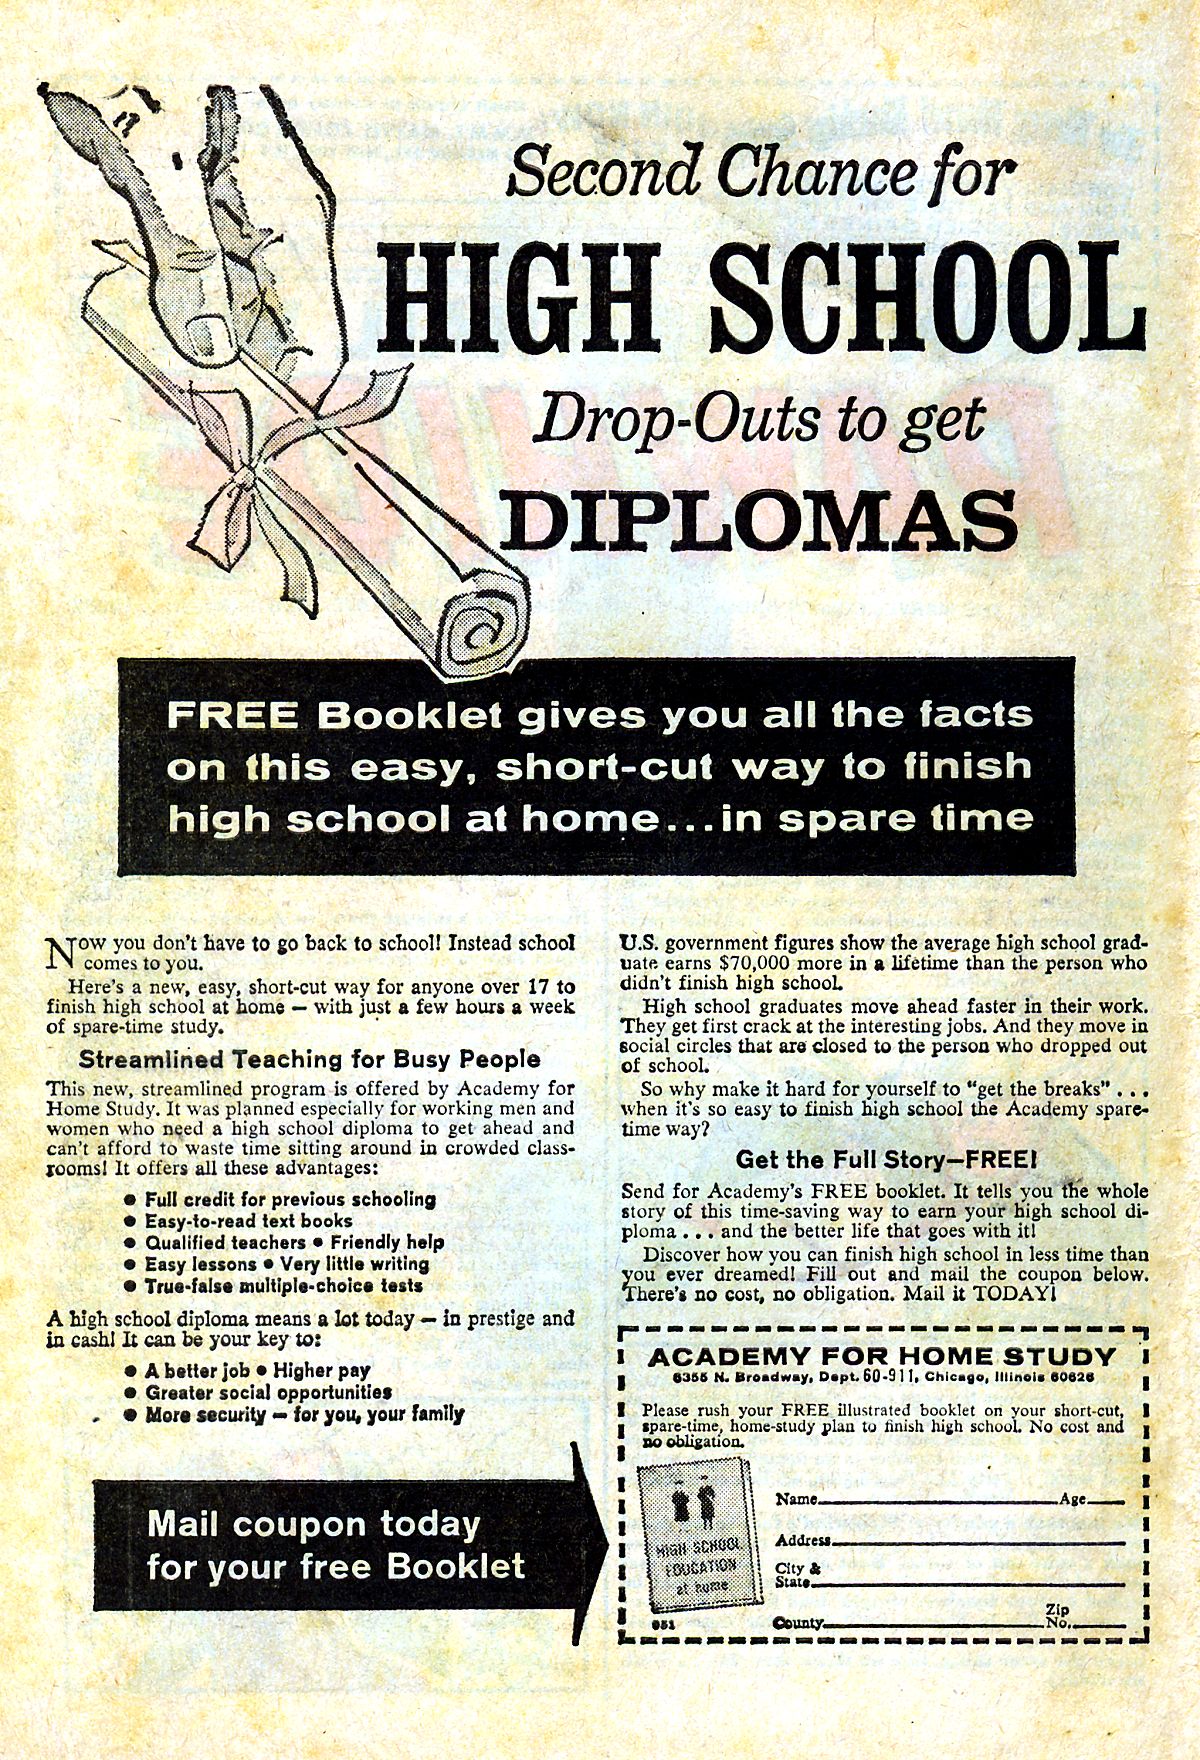 Second Chance for
HIGH SCHOOL
Drop-Outs to get
DIPLOMAS
FREE Booklet gives you all the facts
on this easy, short-cut way to finish
high school at home...in spare time
Now you don't have to go back to school! Instead school
comes to you.
Here's a new, easy, short-cut way for anyone over 17 to
finish high school at home — with just a few hours a week
of spare-time study.
Streamlined Teaching for Busy People
This new, streamlined program is offered by Academy for
Home Study. It was planned especially for working men and
women who need a high school diploma to get ahead and
can't afford to waste time sitting around in crowded class-
rooms! It offers all these advantages:
● Full credit for previous schooling
● Easy-to-read text books
● Qualified teachers ● Friendly help
● Easy lessons ● Very little writing
● True-false multiple-choice tests
A high school diploma means a lot today — in prestige and
in cash! It can be your key to:
● A better job ● Higher pay
● Greater social opportunities
● More security — for you, your family
Mail coupon today
for your free Booklet
U.S. government figures show the average high school grad-
uate earns $70,000 more in a lifetime than the person who
didn't finish high school.
High school graduates move ahead faster in their work.
They get first crack at the interesting jobs. And they move in
social circles that are closed to the person who dropped out
of school.
So why make it hard for yourself to "get the breaks" . . .
when it's so easy to finish high school the Academy spare-
time way?
Get the Full Story—FREE!
Send for Academy's FREE booklet. It tells you the whole
story of this time-saving way to earn your high school di-
ploma . . . and the better life that goes with it!
Discover how you can finish high school in less time than
you ever dreamed! Fill out and mail the coupon below.
There's no cost, no obligation. Mail it TODAY!
ACADEMY FOR HOME STUDY
6355 N. Broadway, Dept. 60-911, Chicago, Illinois 60626
Please rush your FREE illustrated booklet on your short-cut,
spare-time, home-study plan to finish high school. No cost and
no obligation.
HIGH SCHOOL
EDUCATION
at home
951
Name Age
Address
City &
State
County Zip
No.